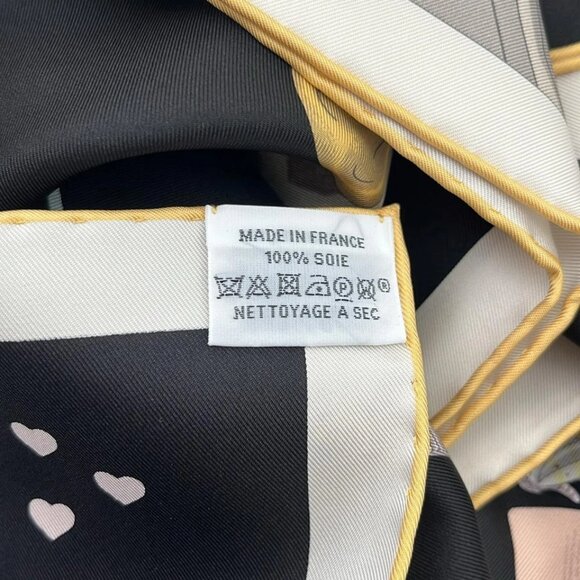 MADE IN FRANCE
100% SOIE
P W ®
NETTOYAGE A SEC